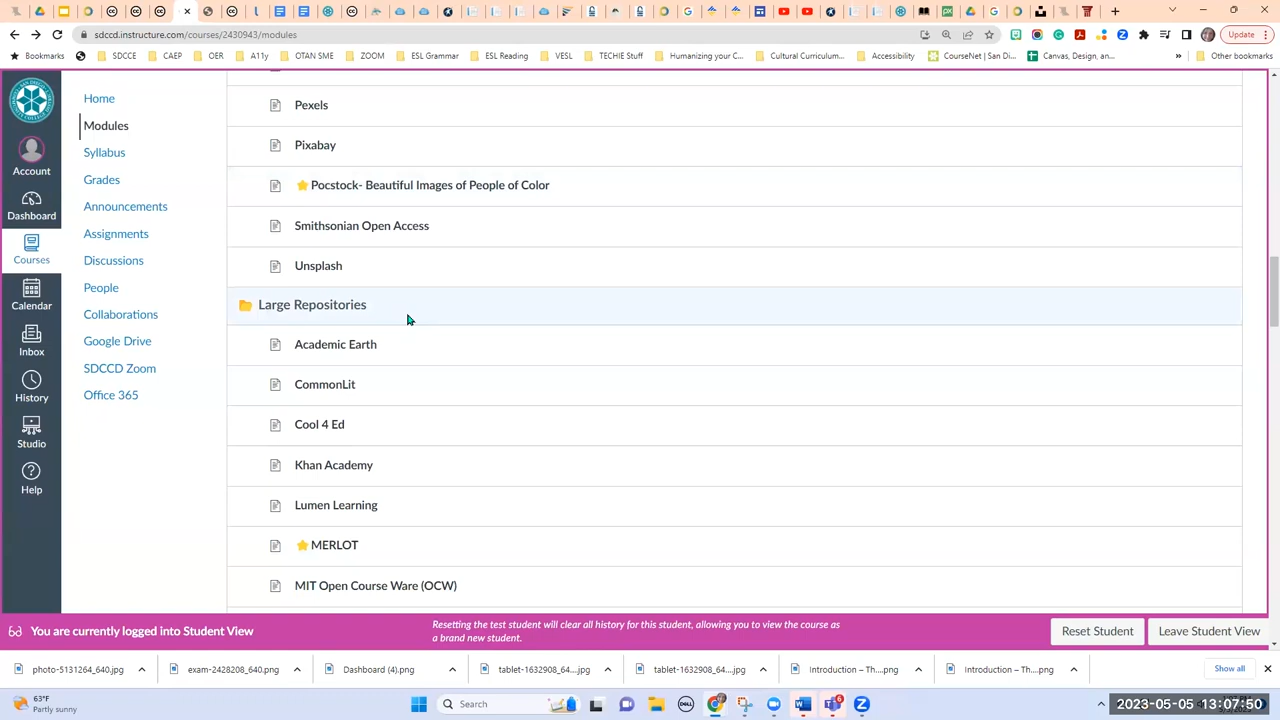 sdccd.instructure.com/courses/2430943/modules
Update
Bookmarks
SDCCE
CAEP
OER
A11y
OTAN SME
ZOOM
ESL Grammar
ESL Reading
VESL
TECHIE Stuff
Humanizing your C...
Cultural Curriculum...
Accessibility
CourseNet | San Di...
Canvas, Design, an...
»
Other bookmarks
Account
Dashboard
Courses
Calendar
Inbox
History
Studio
Help
Home
Modules
Syllabus
Grades
Announcements
Assignments
Discussions
People
Collaborations
Google Drive
SDCCD Zoom
Office 365
Pexels
Pixabay
Pocstock- Beautiful Images of People of Color
Smithsonian Open Access
Unsplash
Large Repositories
Academic Earth
CommonLit
Cool 4 Ed
Khan Academy
Lumen Learning
MERLOT
MIT Open Course Ware (OCW)
You are currently logged into Student View
Resetting the test student will clear all history for this student, allowing you to view the course as
a brand new student.
Reset Student
Leave Student View
photo-5131264_640.jpg
exam-2428208_640.png
Dashboard (4).png
tablet-1632908_64....jpg
tablet-1632908_64....jpg
Introduction – Th....png
Introduction – Th....png
Show all
63°F
Partly sunny
Search
2023-05-05 13:07:50